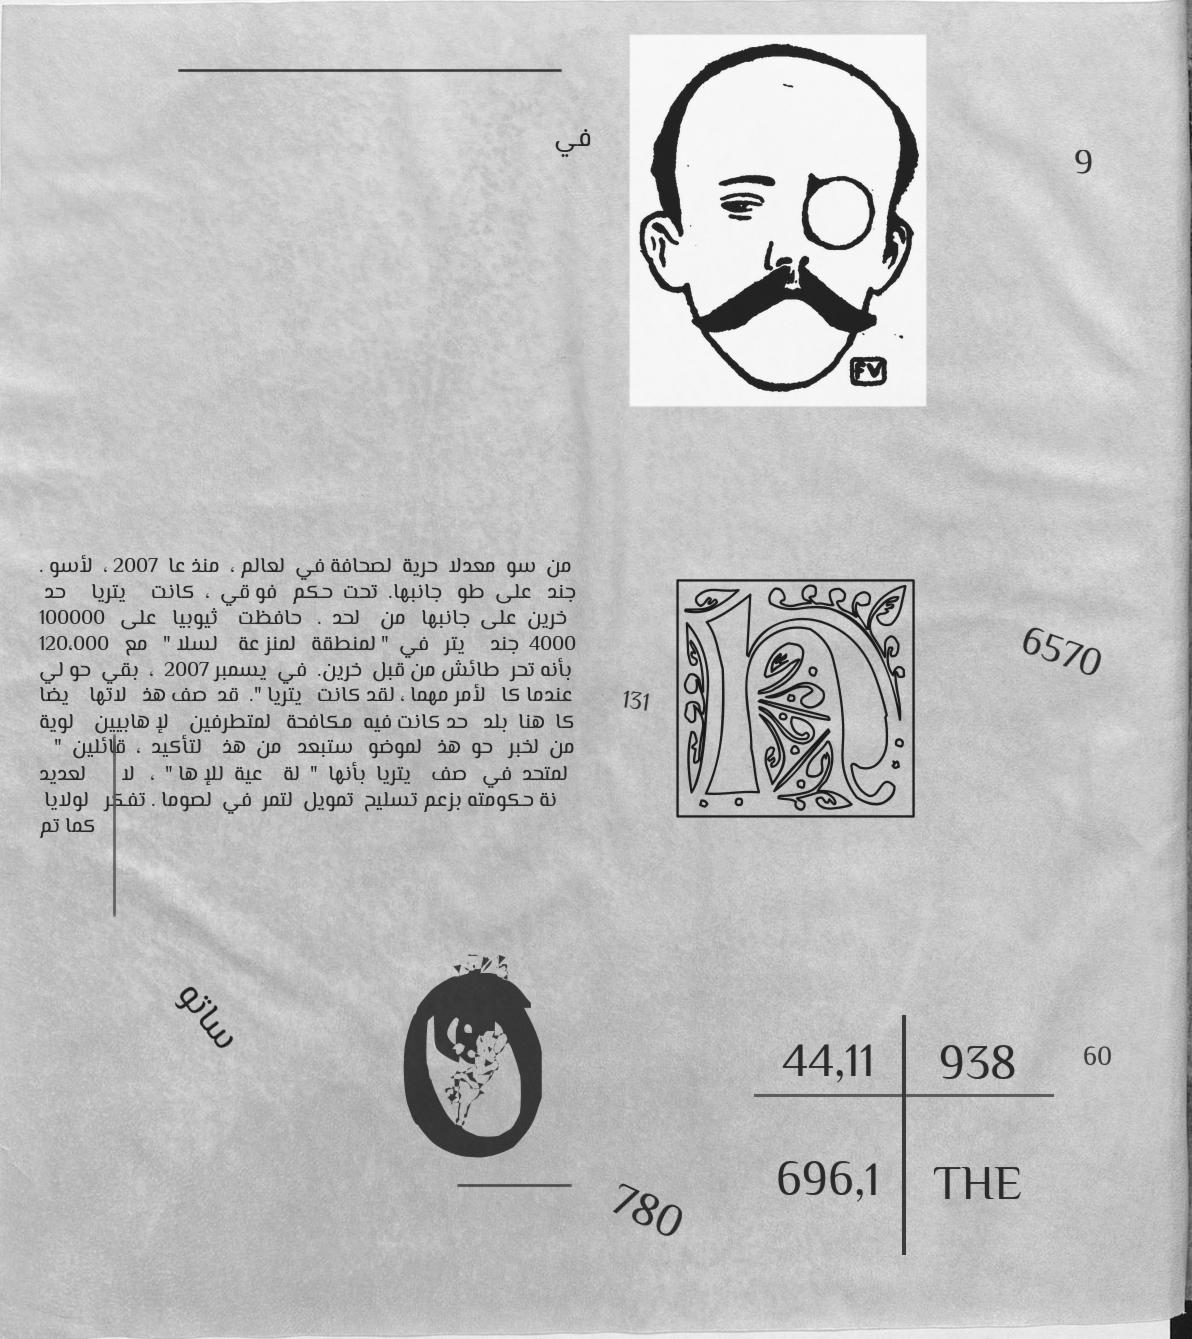 في
9
FV
من سو معدلا حرية لصحافة في لعالم ، منذ عا 2007 ، لأسو .
جند على طو جانبها. تحت حكم فو قي ، كانت يتريا حد
خرين على جانبها من لحد . حافظت ثيوبيا على 100000
4000 جند يتر في "لمنطقة لمنز عة لسلا" مع 120.000
بأنه تحر طائش من قبل خرين. في يسمبر 2007 ، بقي حو لي
عندما كا لأمر مهما ، لقد كانت يتريا ". قد صف هذ لاتها يضا
كا هنا بلد حد كانت فيه مكافحة لمتطرفين لإ هابيين لوية
من لخبر حو هذ لموضو ستبعد من هذ لتأكيد ، قائلين "
لمتحد في صف يتريا بأنها " لة عية للإ ها" ، لا لعديد
نة حكومته بزعم تسليح تمويل لتمر في لصوما . تفكر لولايا
كما تم
131
6570
h
ساتو
O
780
44,11 938
696,1 THE
60